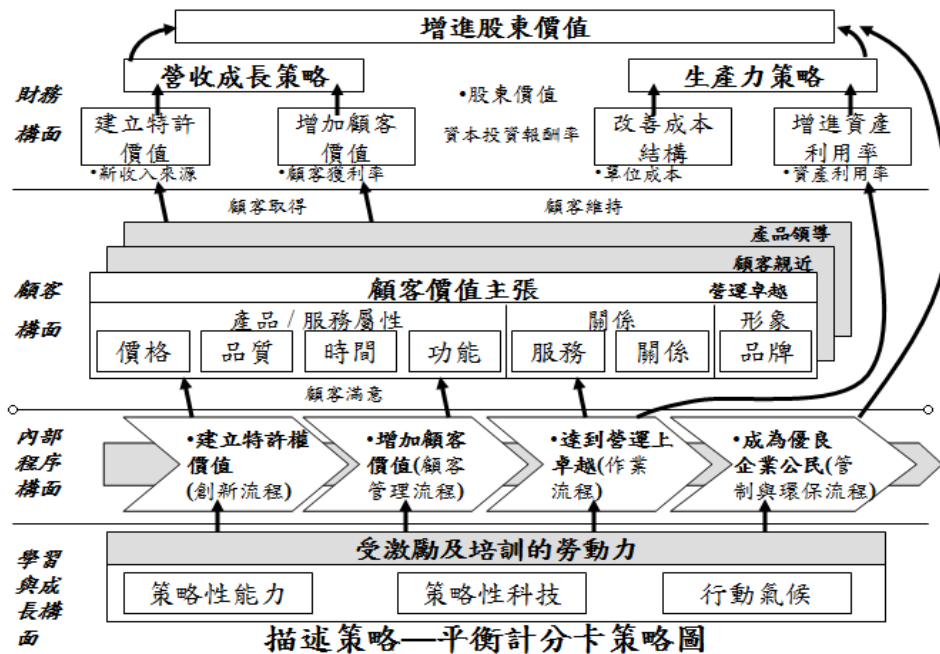 增進股東價值
營收成長策略
生產力策略
財務
構面
•股東價值
資本投資報酬率
建立特許
價值
增加顧客
價值
改善成本
結構
增進資產
利用率
•新收入來源
•顧客獲利率
•單位成本
•資產利用率
顧客取得
顧客維持
產品領導
顧客親近
顧客
構面
顧客價值主張
營運卓越
產品/服務屬性
關係
形象
價格
品質
時間
功能
服務
關係
品牌
顧客滿意
內部
程序
構面
•建立特許權
價值
(創新流程)
•增加顧客
價值(顧客
管理流程)
•達到營運上
卓越(作業
流程)
•成為優良
企業公民(管
制與環保流程)
學習
與成
長構
面
受激勵及培訓的勞動力
策略性能力
策略性科技
行動氣候
描述策略—平衡計分卡策略圖